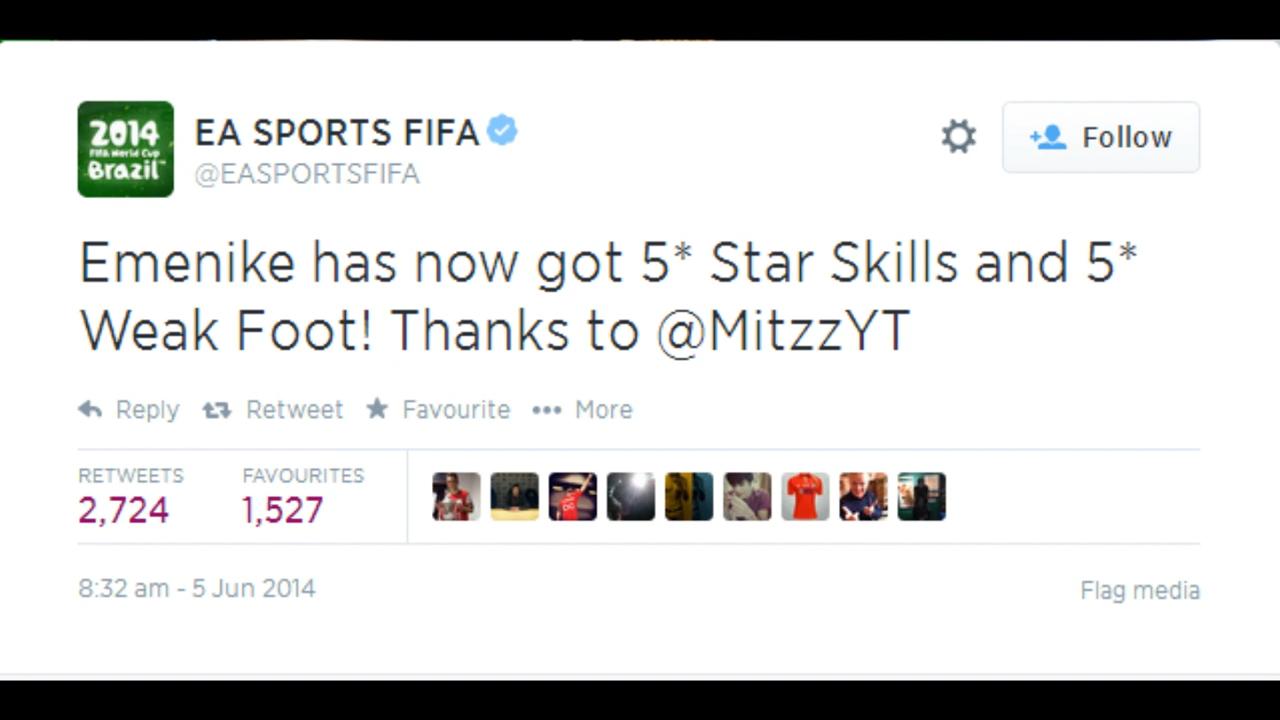 2014
FIFA World Cup
Brazil
EA SPORTS FIFA
@EASPORTSFIFA
Follow
Emenike has now got 5* Star Skills and 5*
Weak Foot! Thanks to @MitzzYT
Reply Retweet Favourite More
RETWEETS FAVOURITES
2,724 1,527
8:32 am - 5 Jun 2014
Flag media